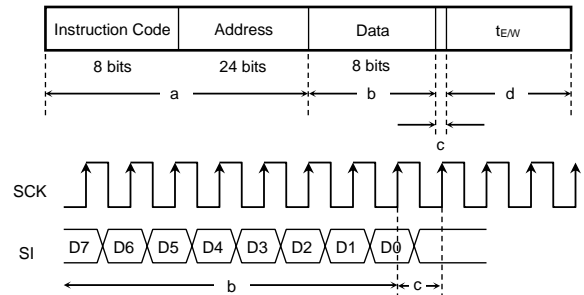 Instruction Code Address Data tE/W
8 bits 24 bits 8 bits
a b d
c
SCK
SI D7 D6 D5 D4 D3 D2 D1 D0
b c